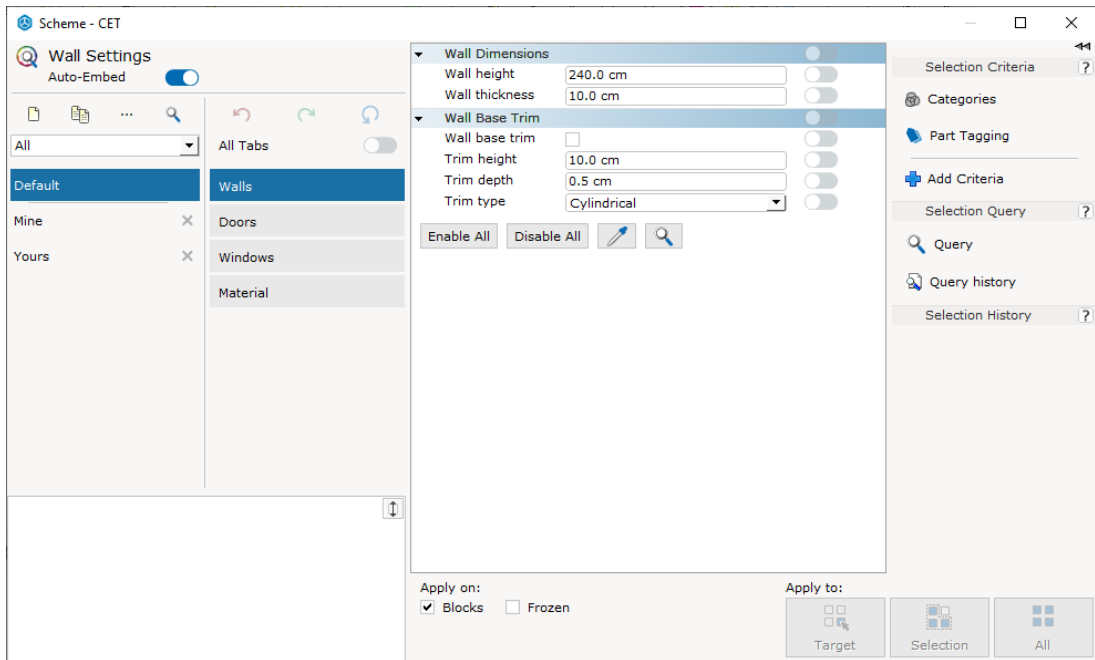 Scheme - CET
Wall Settings
Auto-Embed
...
All
Default
Mine
Yours
All Tabs
Walls
Doors
Windows
Material
Wall Dimensions
Wall height 240.0 cm
Wall thickness 10.0 cm
Wall Base Trim
Wall base trim
Trim height 10.0 cm
Trim depth 0.5 cm
Trim type Cylindrical
Enable All Disable All
Apply on:
Blocks Frozen
Apply to:
Target Selection All
Selection Criteria ?
Categories
Part Tagging
Add Criteria
Selection Query ?
Query
Query history
Selection History ?